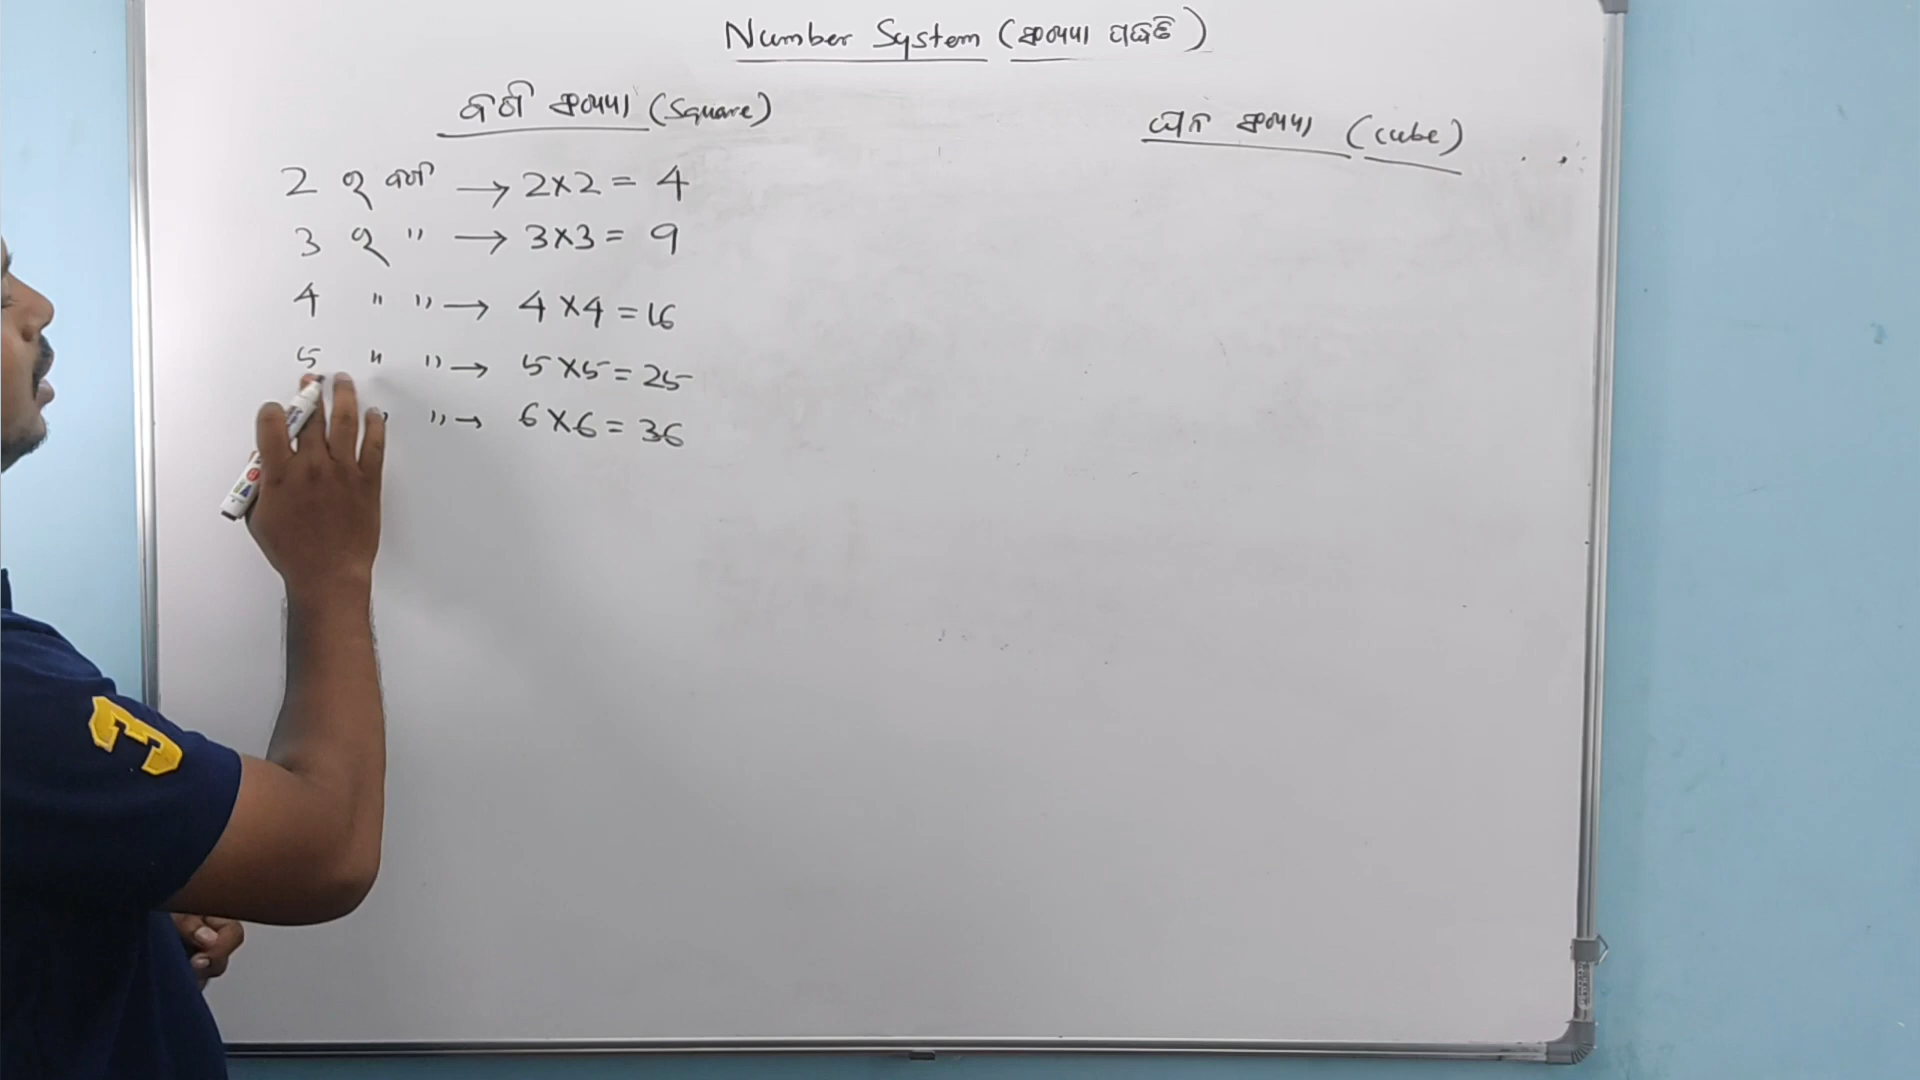 Number System (ସଂଖ୍ୟା ପଦ୍ଧତି)
ବର୍ଗ ସଂଖ୍ୟା (Square)
ଘନ ସଂଖ୍ୟା (cube)
2 ର ବର୍ଗ → 2×2 = 4
3 ର " → 3×3 = 9
4 " " → 4×4 = 16
5 " " → 5×5 = 25
" → 6×6 = 36
3